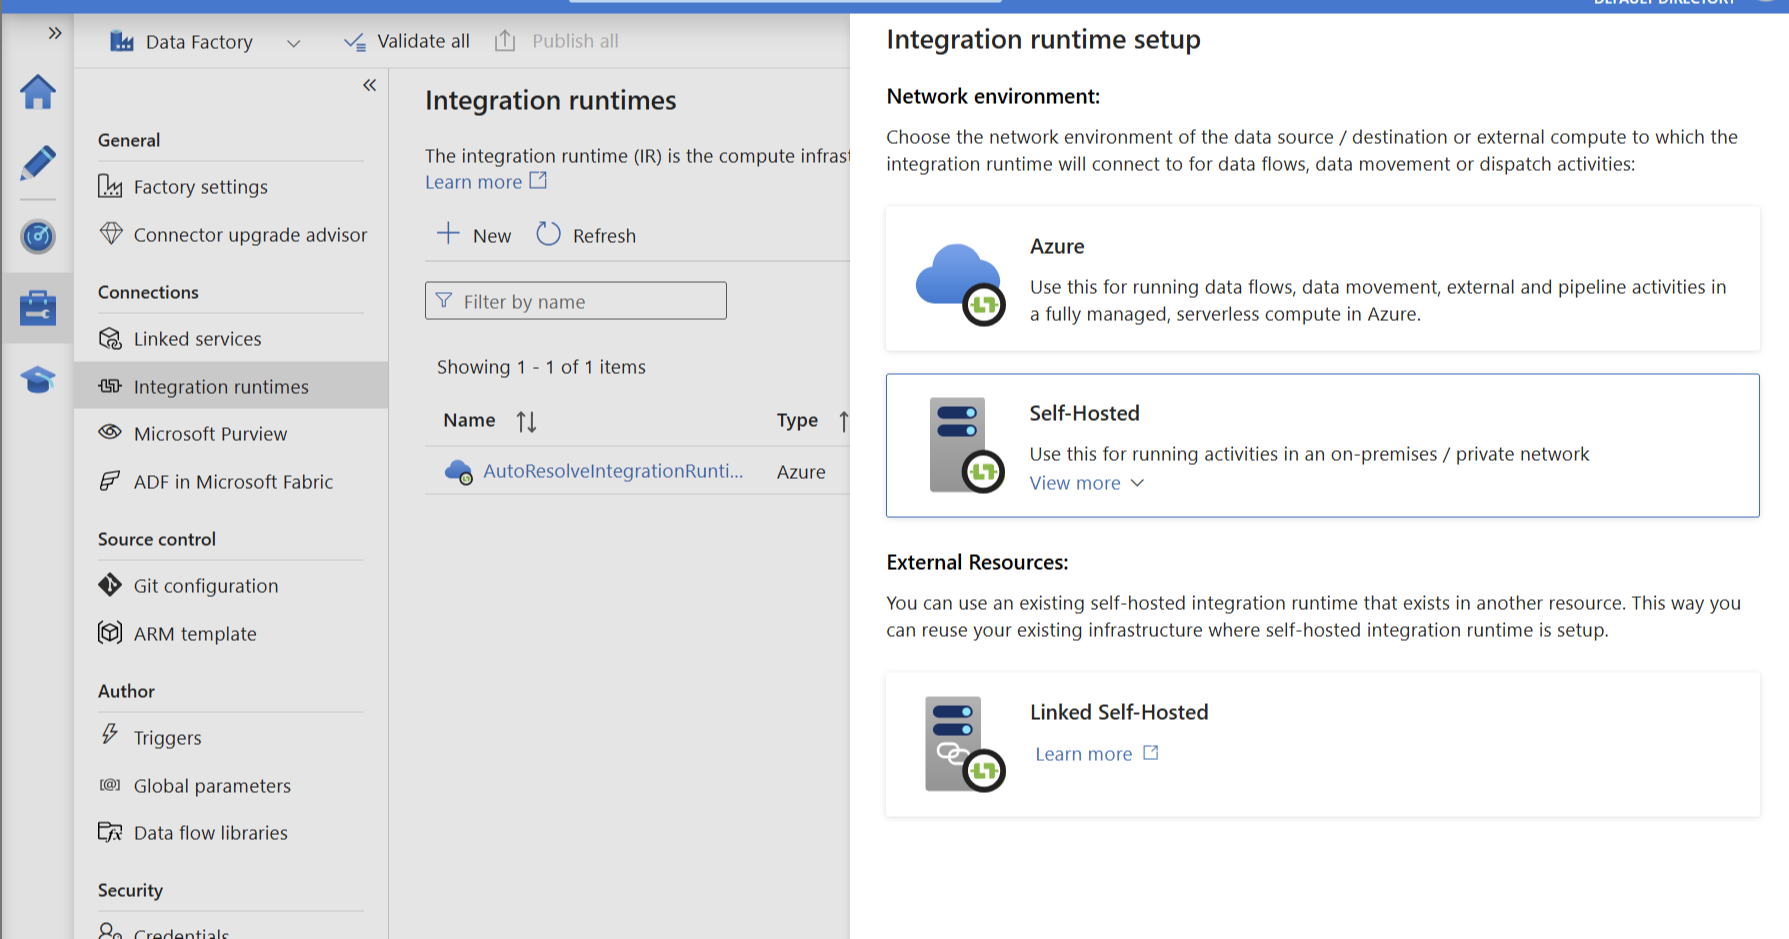 DEFAULT DIRECTORY
Data Factory
Validate all
Publish all
General
Factory settings
Connector upgrade advisor
Connections
Linked services
Integration runtimes
Microsoft Purview
ADF in Microsoft Fabric
Source control
Git configuration
ARM template
Author
Triggers
Global parameters
Data flow libraries
Security
Credentials
Integration runtimes
The integration runtime (IR) is the compute infrast
Learn more
New
Refresh
Filter by name
Showing 1 - 1 of 1 items
Name Type
AutoResolveIntegrationRunti... Azure
Integration runtime setup
Network environment:
Choose the network environment of the data source / destination or external compute to which the
integration runtime will connect to for data flows, data movement or dispatch activities:
Azure
Use this for running data flows, data movement, external and pipeline activities in
a fully managed, serverless compute in Azure.
Self-Hosted
Use this for running activities in an on-premises / private network
View more
External Resources:
You can use an existing self-hosted integration runtime that exists in another resource. This way you
can reuse your existing infrastructure where self-hosted integration runtime is setup.
Linked Self-Hosted
Learn more